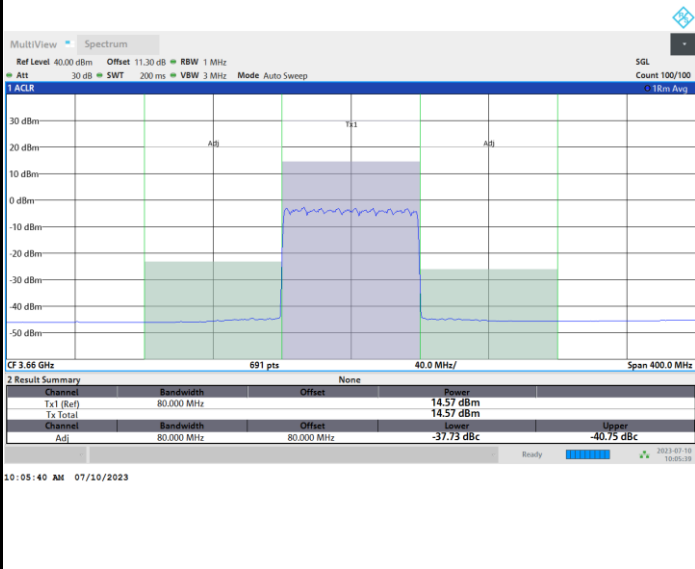 MultiView Spectrum
Ref Level 40.00 dBm Offset 11.30 dB RBW 1 MHz SGL
Att 30 dB SWT 200 ms VBW 3 MHz Mode Auto Sweep Count 100/100
1 ACLR 1Rm Avg
30 dBm
Tx1
20 dBm Adj Adj
10 dBm
0 dBm
-10 dBm
-20 dBm
-30 dBm
-40 dBm
-50 dBm
CF 3.66 GHz 691 pts 40.0 MHz/ Span 400.0 MHz
2 Result Summary None
Channel Bandwidth Offset Power
Tx1 (Ref) 80.000 MHz 14.57 dBm
Tx Total 14.57 dBm
Channel Bandwidth Offset Lower Upper
Adj 80.000 MHz 80.000 MHz -37.73 dBc -40.75 dBc
Ready 2023-07-10
10:05:39
10:05:40 AM 07/10/2023